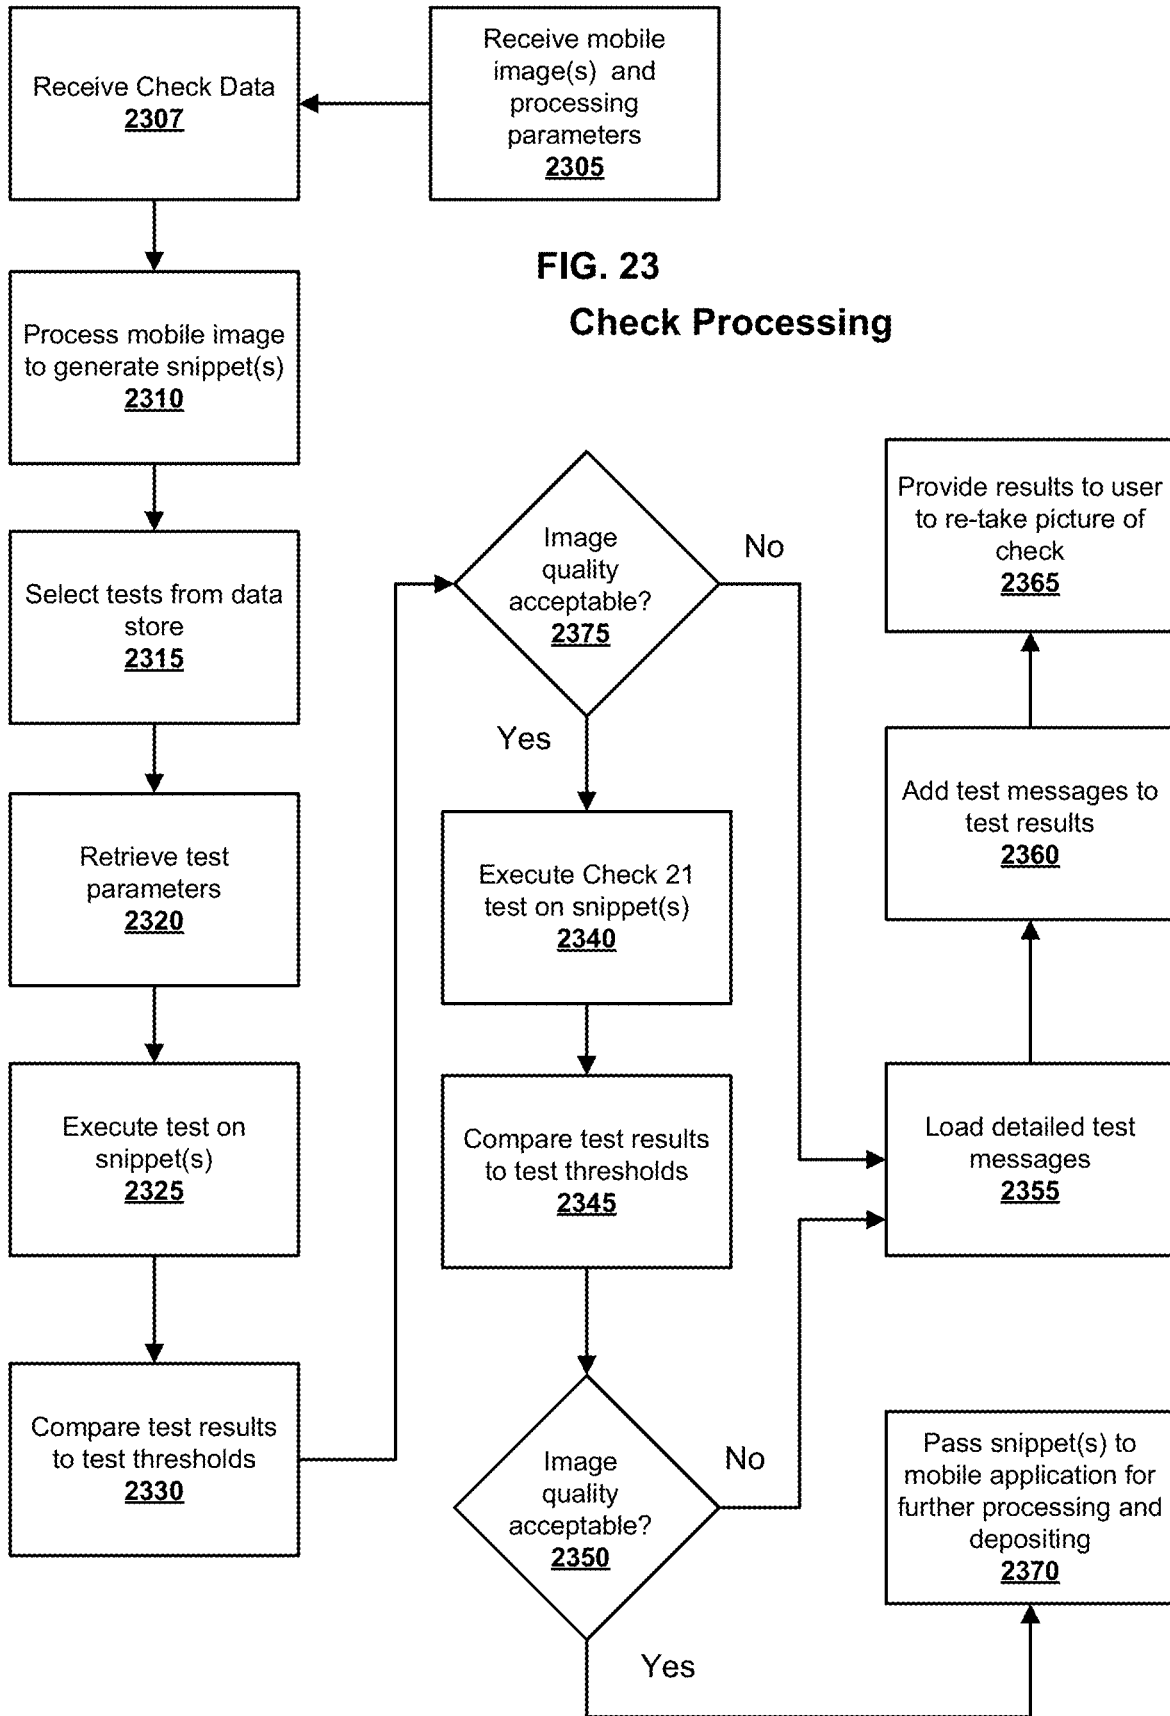 Receive mobile
image(s) and
processing
parameters
2305
Receive Check Data
2307
FIG. 23
Check Processing
Process mobile image
to generate snippet(s)
2310
Select tests from data
store
2315
Retrieve test
parameters
2320
Execute test on
snippet(s)
2325
Compare test results
to test thresholds
2330
Image
quality
acceptable?
2375
No
Yes
Execute Check 21
test on snippet(s)
2340
Compare test results
to test thresholds
2345
Image
quality
acceptable?
2350
No
Yes
Provide results to user
to re-take picture of
check
2365
Add test messages to
test results
2360
Load detailed test
messages
2355
Pass snippet(s) to
mobile application for
further processing and
depositing
2370